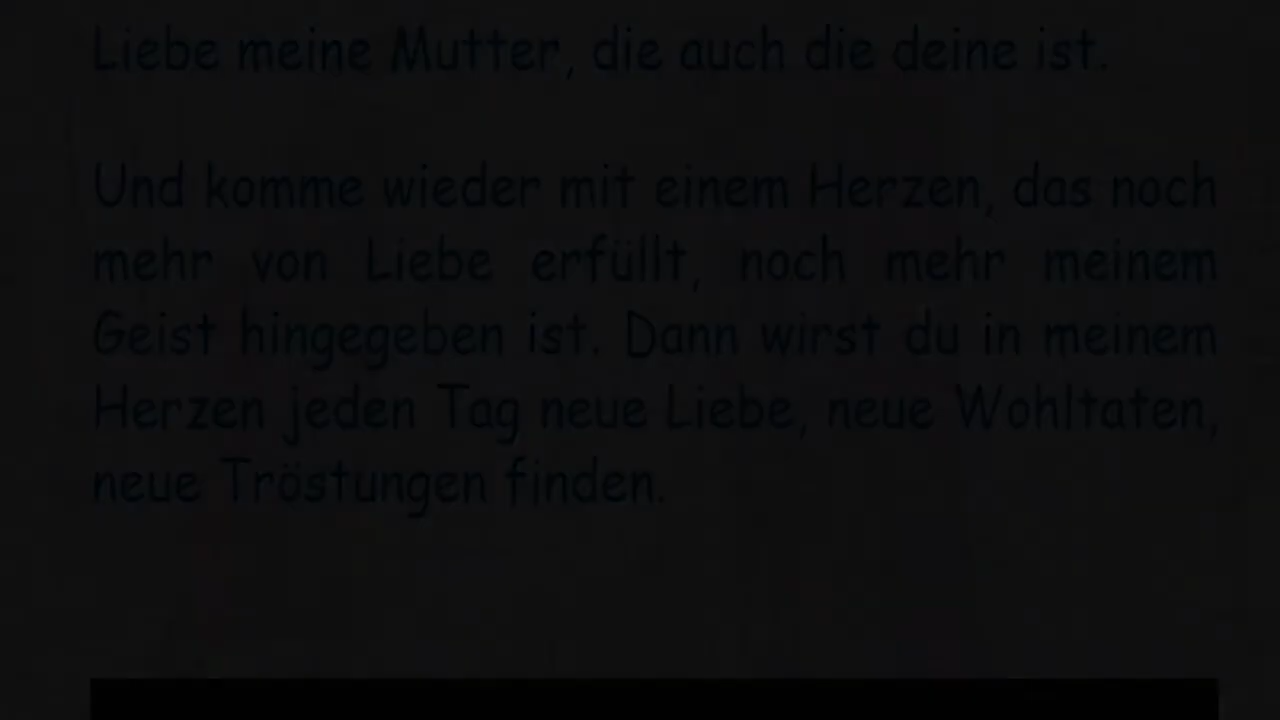 Liebe meine Mutter, die auch die deine ist.
Und komme wieder mit einem Herzen, das noch
mehr von Liebe erfüllt, noch mehr meinem
Geist hingegeben ist. Dann wirst du in meinem
Herzen jeden Tag neue Liebe, neue Wohltaten,
neue Tröstungen finden.